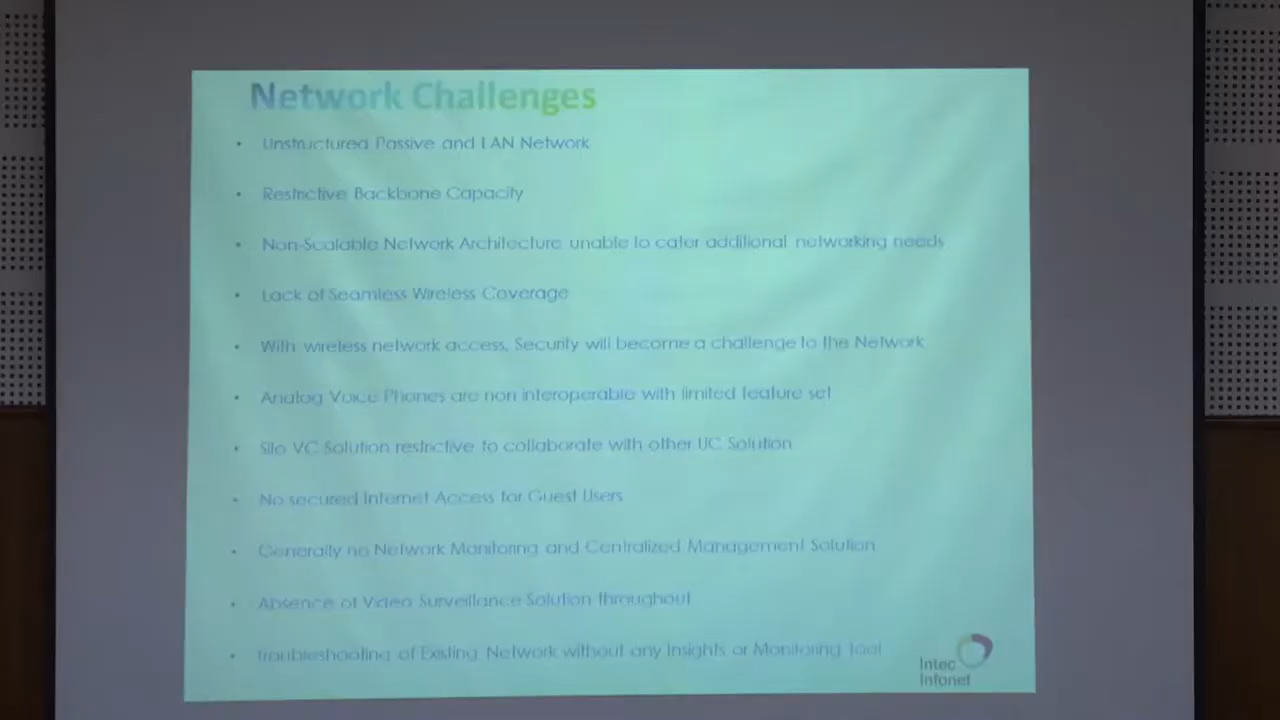 Network Challenges
• Unstructured Passive and LAN Network
• Restrictive Backbone Capacity
• Non-Scalable Network Architecture unable to cater additional networking needs
• Lack of Seamless Wireless Coverage
• With wireless network access, Security will become a challenge to the Network
• Analog Voice Phones are non interoperable with limited feature set
• Silo VC Solution restrictive to collaborate with other UC Solution
• No secured Internet Access for Guest Users
• Generally no Network Monitoring and Centralized Management Solution
• Absence of Video Surveillance Solution throughout
• Troubleshooting of Existing Network without any Insights or Monitoring Tool
Intec
Infonet